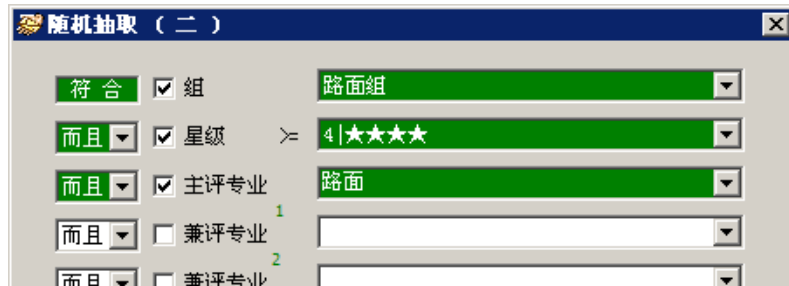 随机抽取 （ 二 ）
符 合 组 路面组
而且 星级 >= 4|★★★★
而且 主评专业 路面
而且 兼评专业 1
而且 兼评专业 2